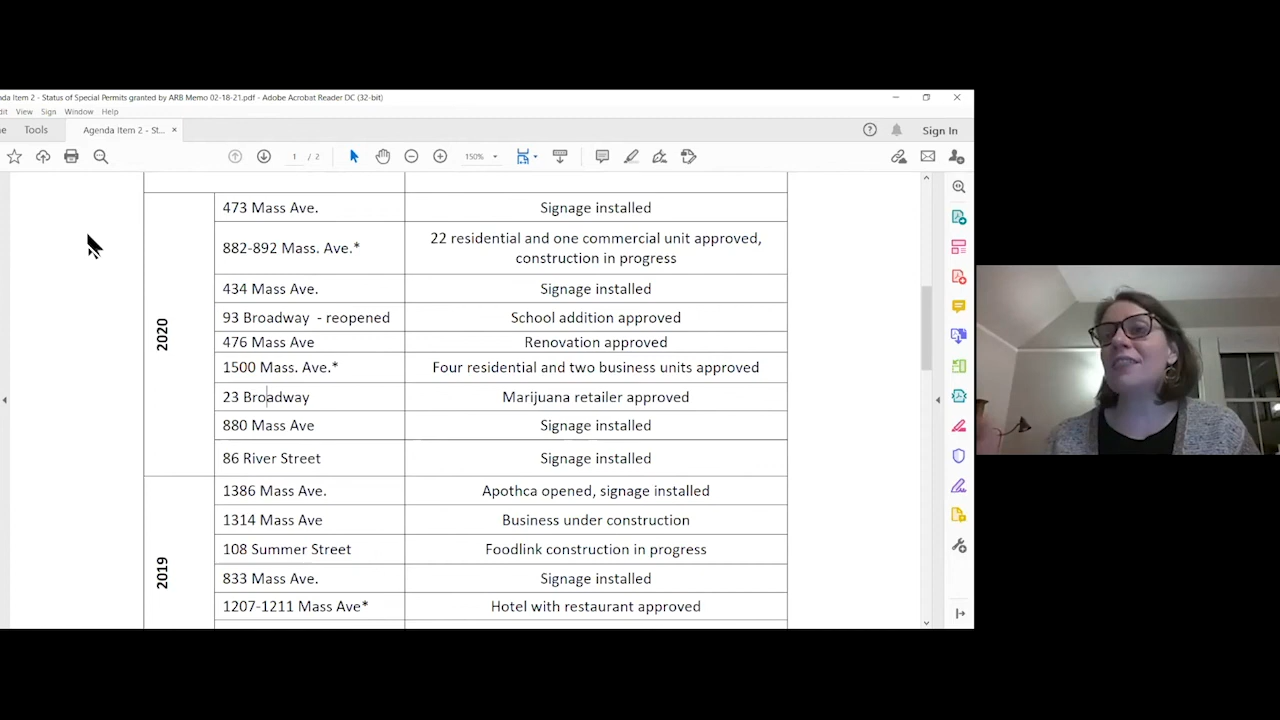 nda Item 2 - Status of Special Permits granted by ARB Memo 02-18-21.pdf - Adobe Acrobat Reader DC (32-bit)
dit View Sign Window Help
ne Tools Agenda Item 2 - St... × Sign In
1 / 2 150%
2020
473 Mass Ave. Signage installed
882-892 Mass. Ave.* 22 residential and one commercial unit approved,
construction in progress
434 Mass Ave. Signage installed
93 Broadway - reopened School addition approved
476 Mass Ave Renovation approved
1500 Mass. Ave.* Four residential and two business units approved
23 Broadway Marijuana retailer approved
880 Mass Ave Signage installed
86 River Street Signage installed
2019
1386 Mass Ave. Apothca opened, signage installed
1314 Mass Ave Business under construction
108 Summer Street Foodlink construction in progress
833 Mass Ave. Signage installed
1207-1211 Mass Ave* Hotel with restaurant approved